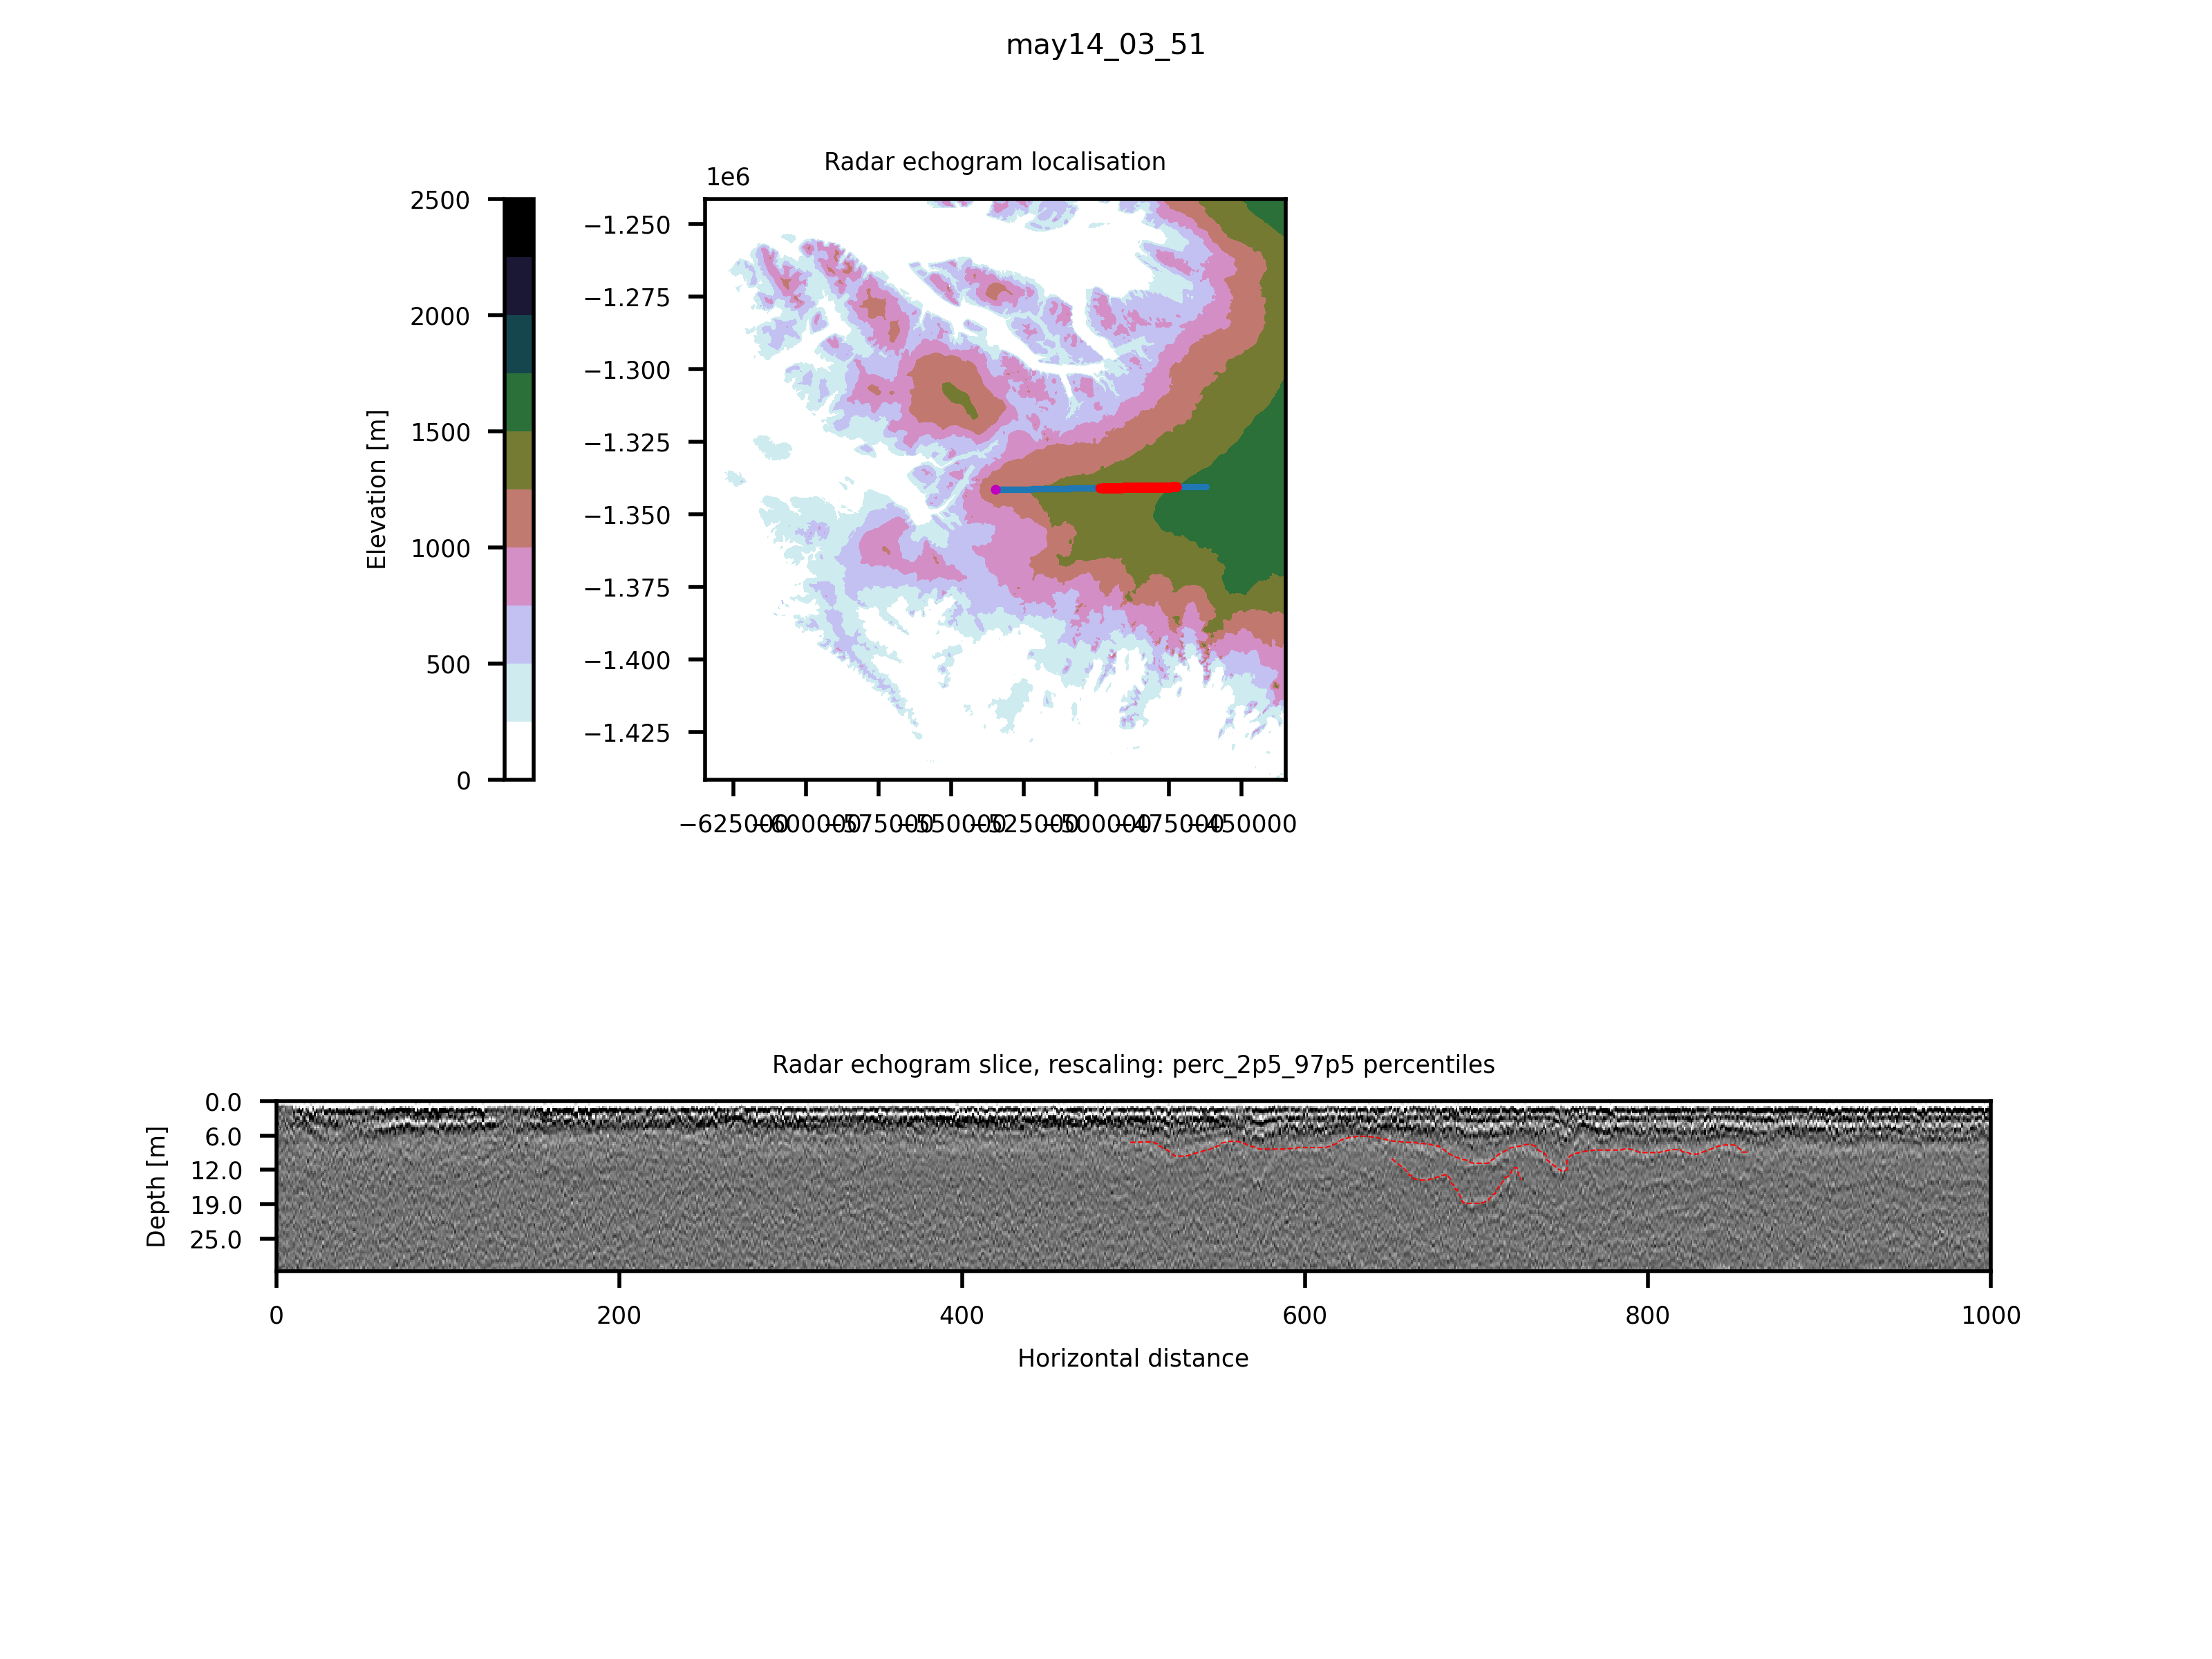 may14_03_51
Radar echogram localisation
1e6
Elevation [m]
2500
2000
1500
1000
500
0
−1.250
−1.275
−1.300
−1.325
−1.350
−1.375
−1.400
−1.425
−625000 −600000 −575000 −550000 −525000 −500000 −475000 −450000
Radar echogram slice, rescaling: perc_2p5_97p5 percentiles
Depth [m]
0.0
6.0
12.0
19.0
25.0
0 200 400 600 800 1000
Horizontal distance